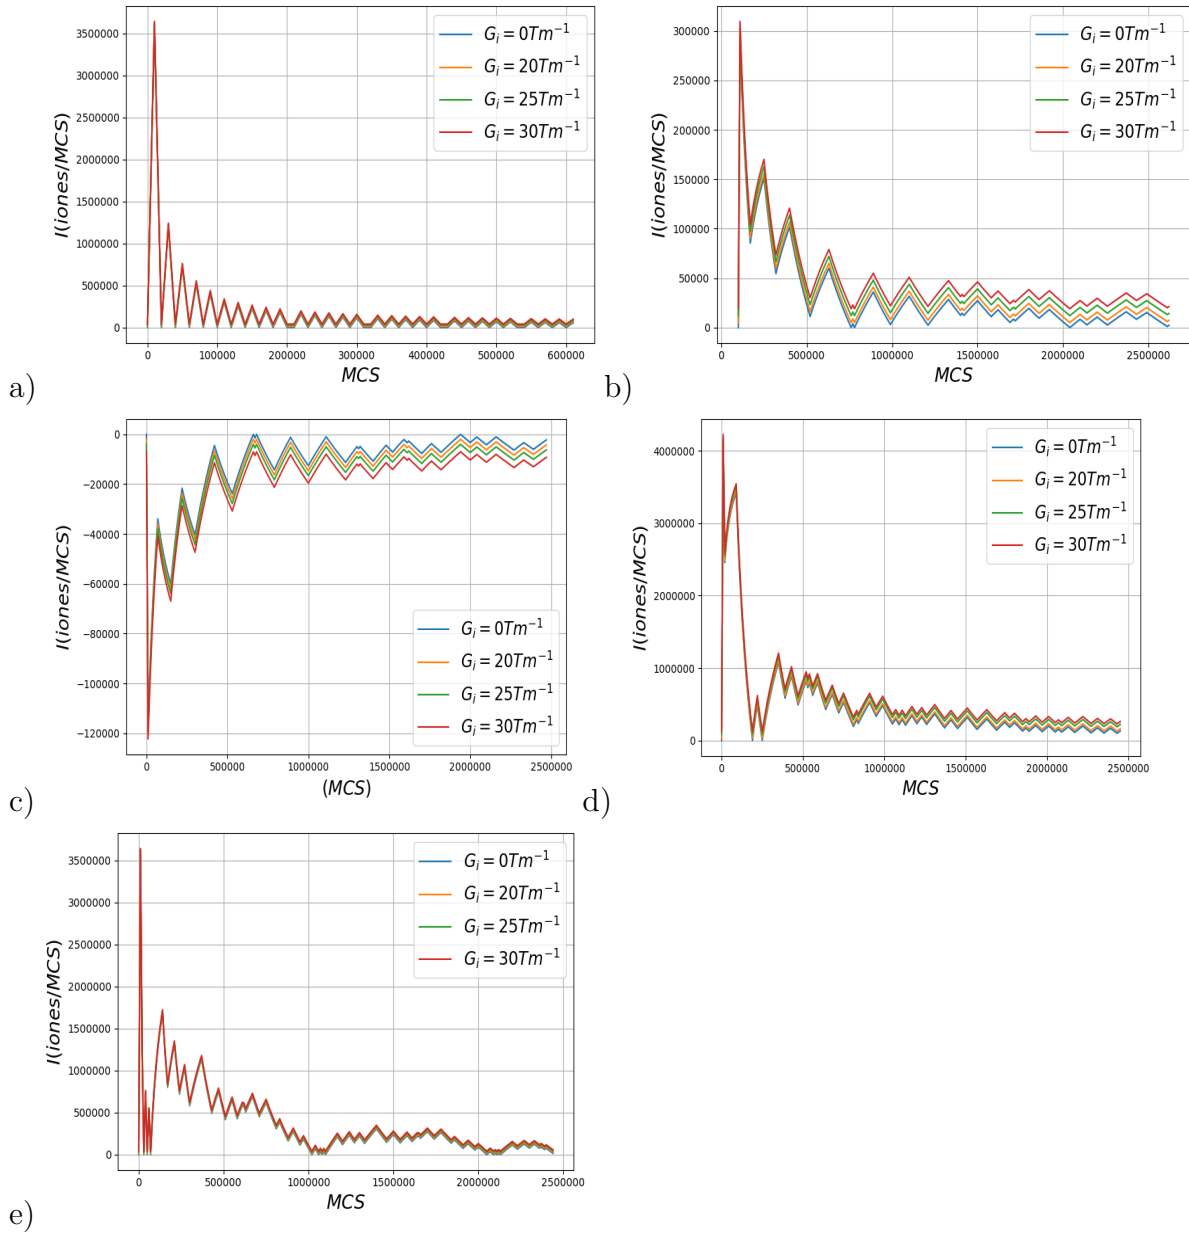 I(iones/MCS)
3500000
3000000
2500000
2000000
1500000
1000000
500000
0
0 100000 200000 300000 400000 500000 600000
MCS
G_i = 0Tm^{-1}
G_i = 20Tm^{-1}
G_i = 25Tm^{-1}
G_i = 30Tm^{-1}
a)
I(iones/MCS)
300000
250000
200000
150000
100000
50000
0
0 500000 1000000 1500000 2000000 2500000
MCS
G_i = 0Tm^{-1}
G_i = 20Tm^{-1}
G_i = 25Tm^{-1}
G_i = 30Tm^{-1}
b)
I(iones/MCS)
0
−20000
−40000
−60000
−80000
−100000
−120000
0 500000 1000000 1500000 2000000 2500000
(MCS)
G_i = 0Tm^{-1}
G_i = 20Tm^{-1}
G_i = 25Tm^{-1}
G_i = 30Tm^{-1}
c)
I(iones/MCS)
4000000
3000000
2000000
1000000
0
0 500000 1000000 1500000 2000000 2500000
MCS
G_i = 0Tm^{-1}
G_i = 20Tm^{-1}
G_i = 25Tm^{-1}
G_i = 30Tm^{-1}
d)
I(iones/MCS)
3500000
3000000
2500000
2000000
1500000
1000000
500000
0
0 500000 1000000 1500000 2000000 2500000
MCS
G_i = 0Tm^{-1}
G_i = 20Tm^{-1}
G_i = 25Tm^{-1}
G_i = 30Tm^{-1}
e)